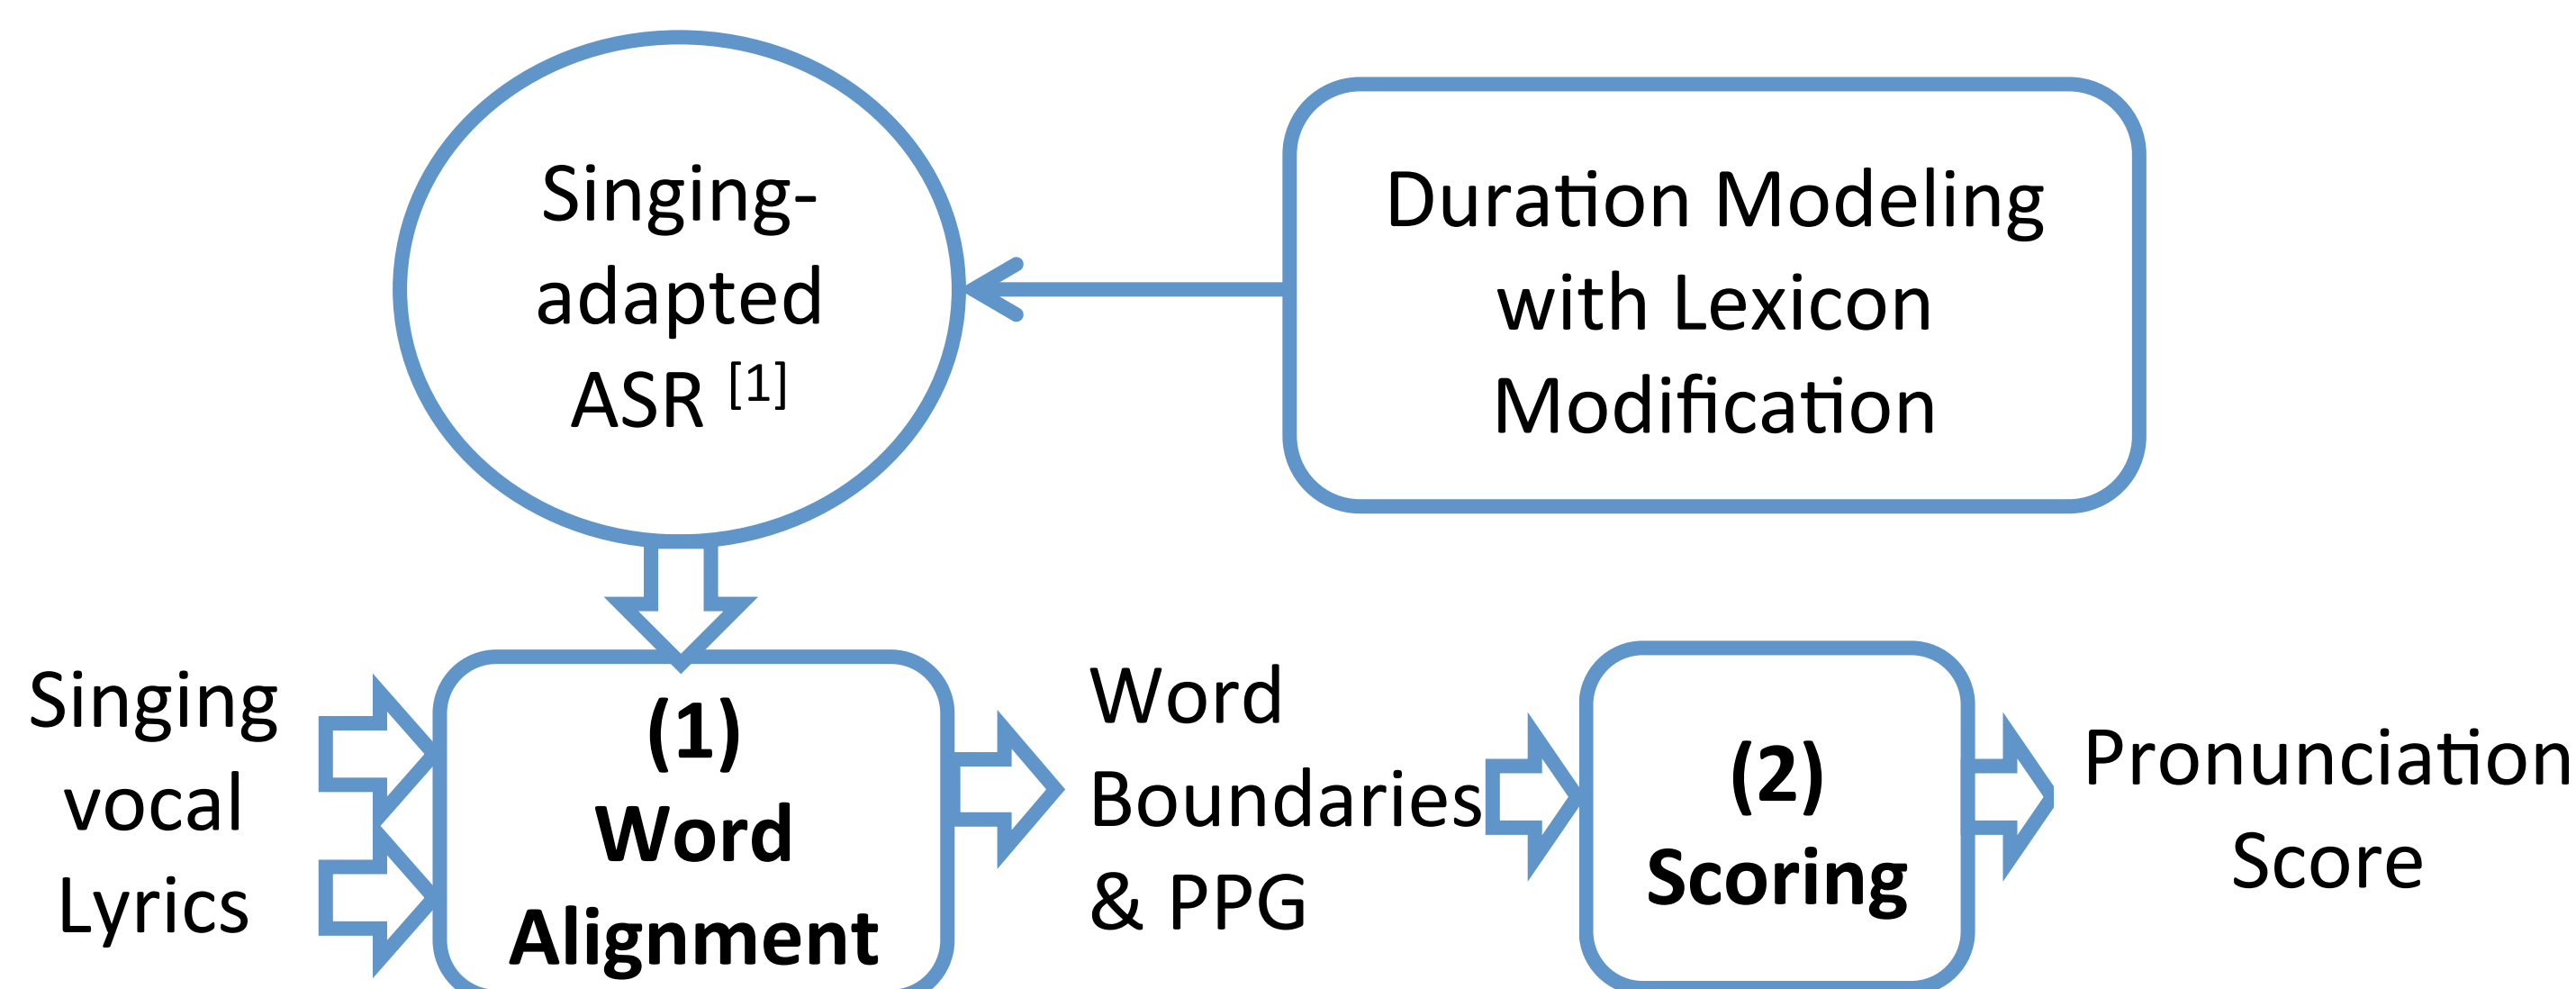 Singing-
adapted
ASR [1]
Duration Modeling
with Lexicon
Modification
Singing
vocal
Lyrics
(1)
Word
Alignment
Word
Boundaries
& PPG
(2)
Scoring
Pronunciation
Score